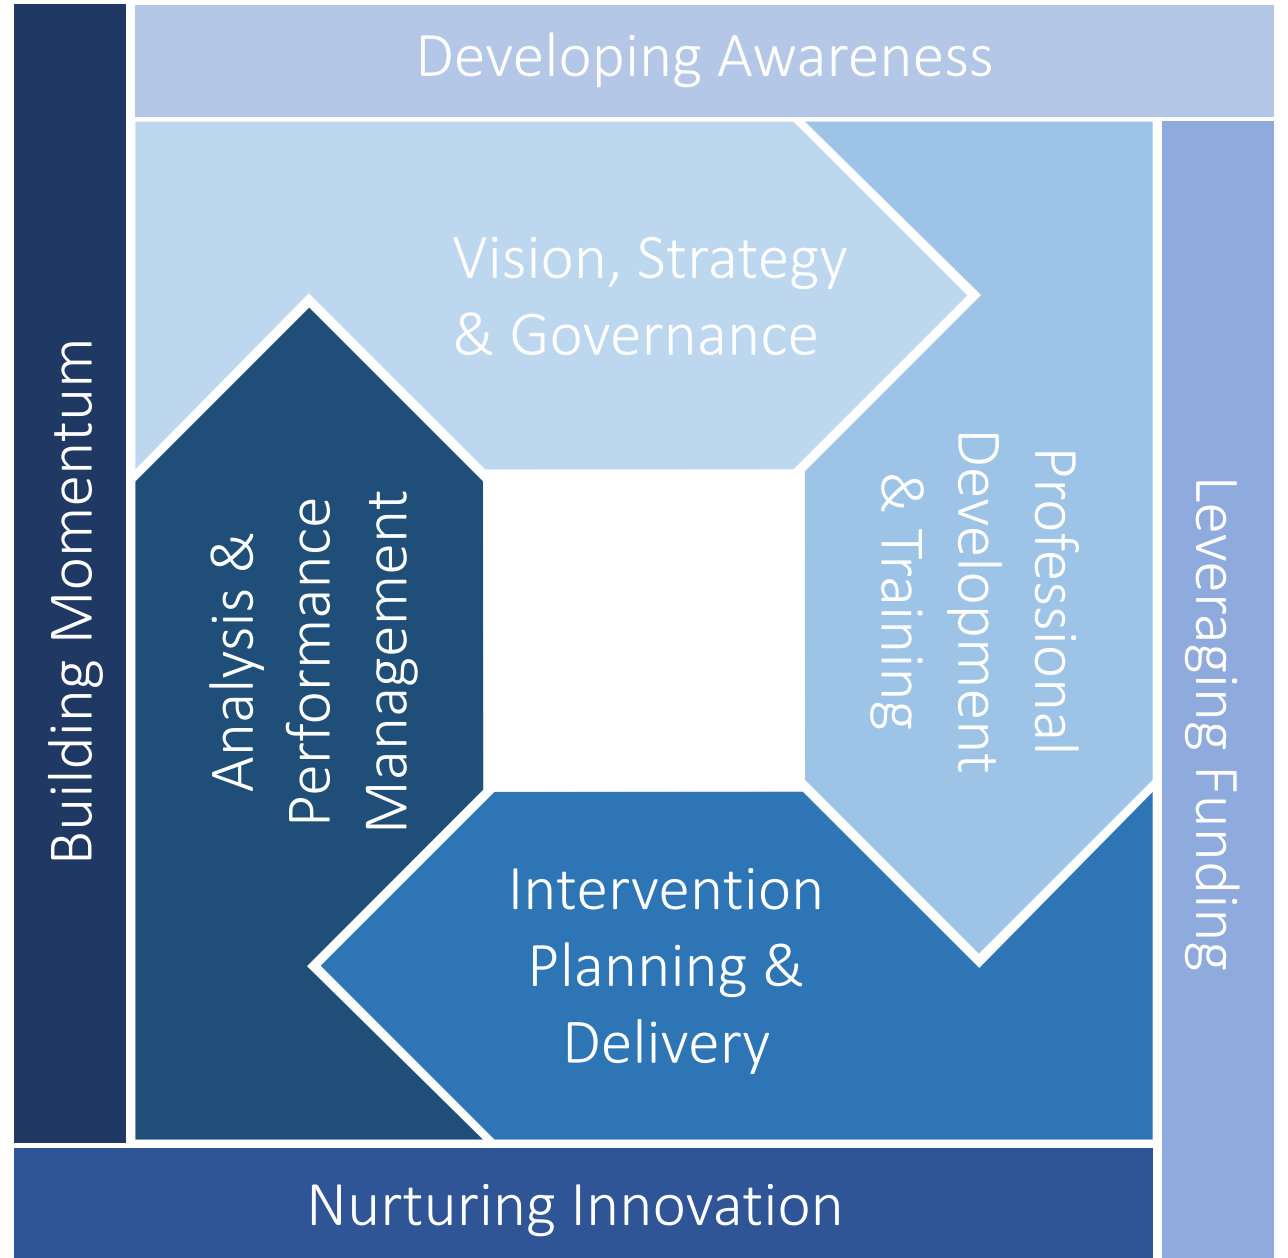 Developing Awareness
Vision, Strategy
& Governance
Professional
Development
& Training
Leveraging Funding
Intervention
Planning &
Delivery
Nurturing Innovation
Analysis &
Performance
Management
Building Momentum